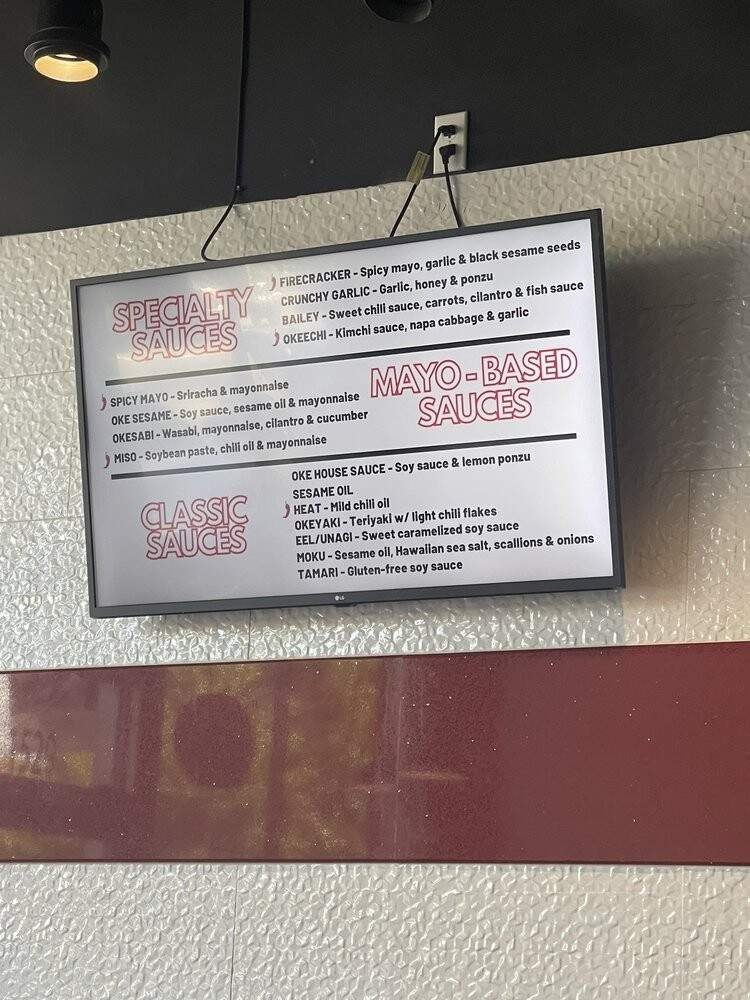 SPECIALTY
SAUCES
FIRECRACKER - Spicy mayo, garlic & black sesame seeds
CRUNCHY GARLIC - Garlic, honey & ponzu
BAILEY - Sweet chili sauce, carrots, cilantro & fish sauce
OKEECHI - Kimchi sauce, napa cabbage & garlic
MAYO - BASED
SAUCES
SPICY MAYO - Sriracha & mayonnaise
OKE SESAME - Soy sauce, sesame oil & mayonnaise
OKESABI - Wasabi, mayonnaise, cilantro & cucumber
MISO - Soybean paste, chili oil & mayonnaise
CLASSIC
SAUCES
OKE HOUSE SAUCE - Soy sauce & lemon ponzu
SESAME OIL
HEAT - Mild chili oil
OKEYAKI - Teriyaki w/ light chili flakes
EEL/UNAGI - Sweet caramelized soy sauce
MOKU - Sesame oil, Hawaiian sea salt, scallions & onions
TAMARI - Gluten-free soy sauce
LG